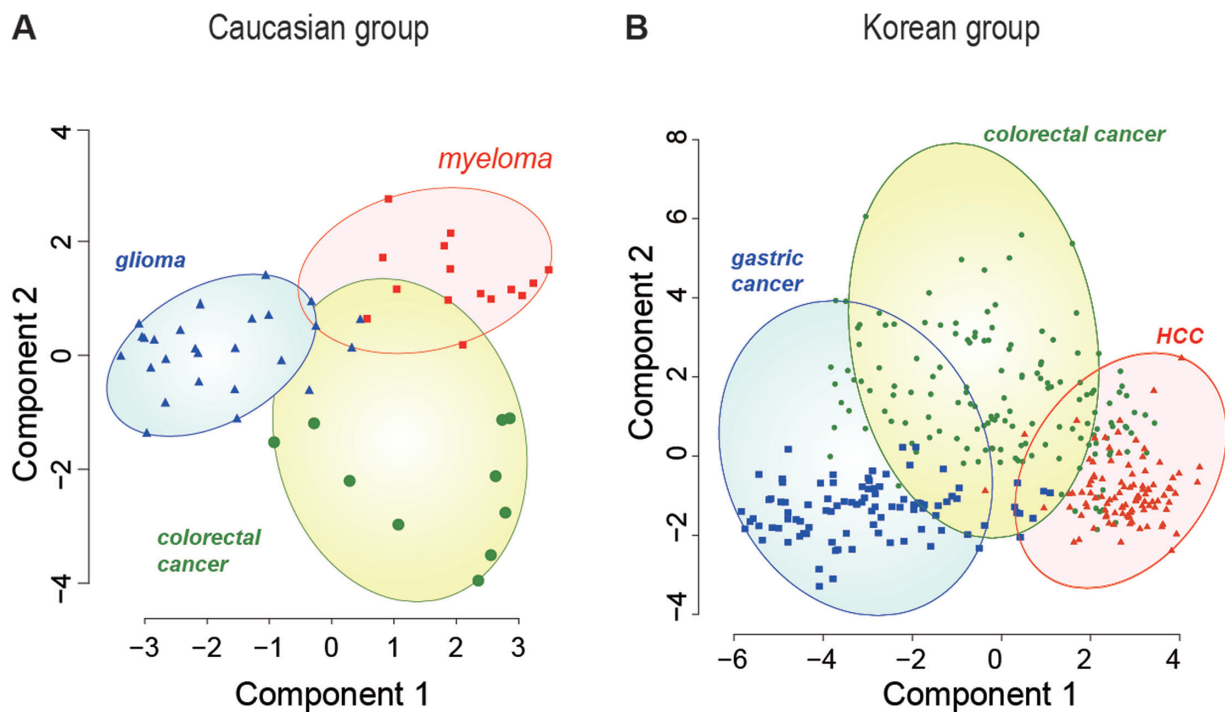 A
Caucasian group
4
2
0
−2
−4
Component 2
myeloma
glioma
colorectal
cancer
−3
−2
−1
0
1
2
3
Component 1
B
Korean group
8
6
4
2
0
−2
−4
Component 2
colorectal cancer
gastric
cancer
HCC
−6
−4
−2
0
2
4
Component 1